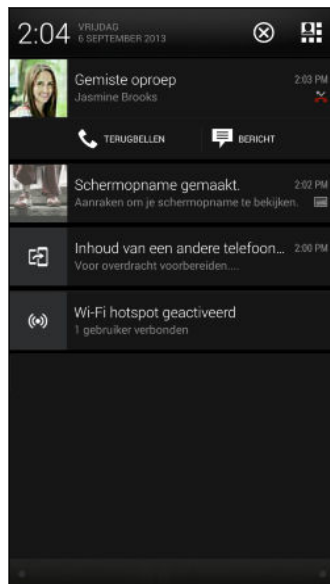 2:04 VRIJDAG
6 SEPTEMBER 2013
Gemiste oproep 2:03 PM
Jasmine Brooks
TERUGBELLEN BERICHT
Schermopname gemaakt. 2:02 PM
Aanraken om je schermopname te bekijken.
Inhoud van een andere telefoon... 2:00 PM
Voor overdracht voorbereiden....
Wi-Fi hotspot geactiveerd
1 gebruiker verbonden